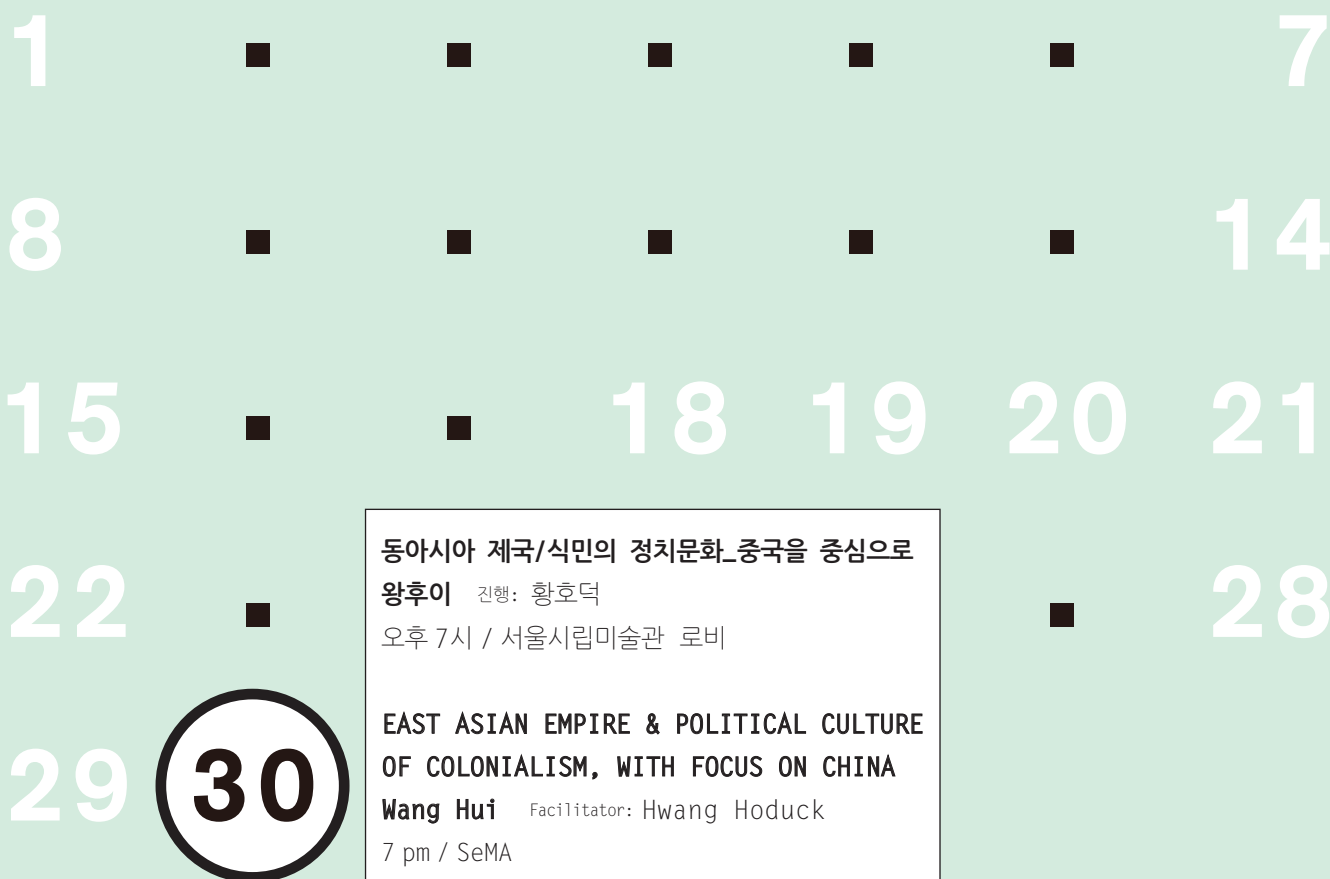 1 7
8 14
15 18 19 20 21
22 28
29 30
동아시아 제국/식민의 정치문화_중국을 중심으로
왕후이 진행: 황호덕
오후 7시 / 서울시립미술관 로비
EAST ASIAN EMPIRE & POLITICAL CULTURE
OF COLONIALISM, WITH FOCUS ON CHINA
Wang Hui Facilitator: Hwang Hoduck
7 pm / SeMA